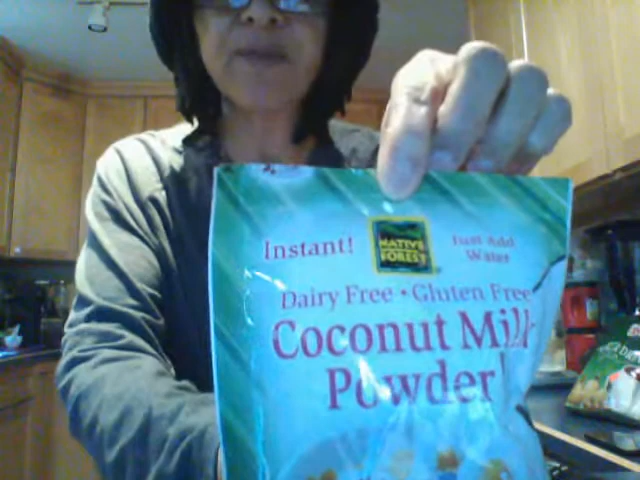 Instant!
NATIVE
FOREST
Just Add
Water
Dairy Free • Gluten Free
Coconut Milk
Powder